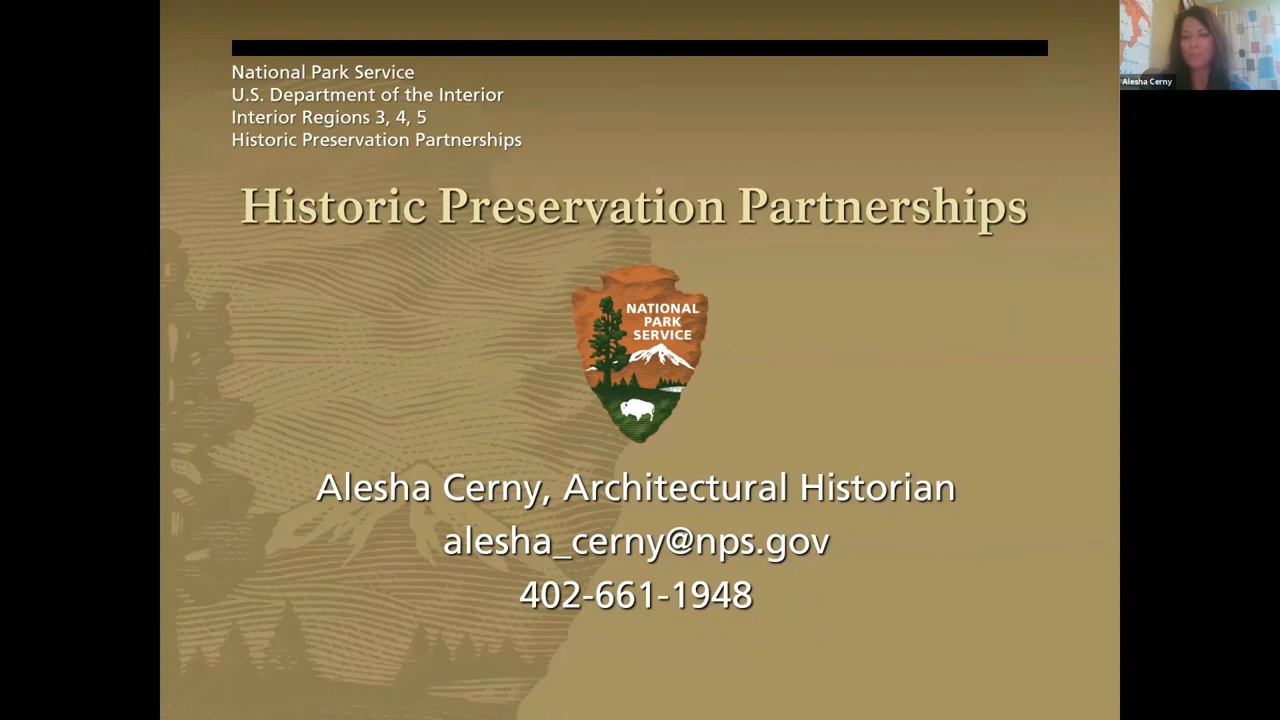 National Park Service
U.S. Department of the Interior
Interior Regions 3, 4, 5
Historic Preservation Partnerships
Historic Preservation Partnerships
NATIONAL
PARK
SERVICE
Alesha Cerny, Architectural Historian
alesha_cerny@nps.gov
402-661-1948
Alesha Cerny